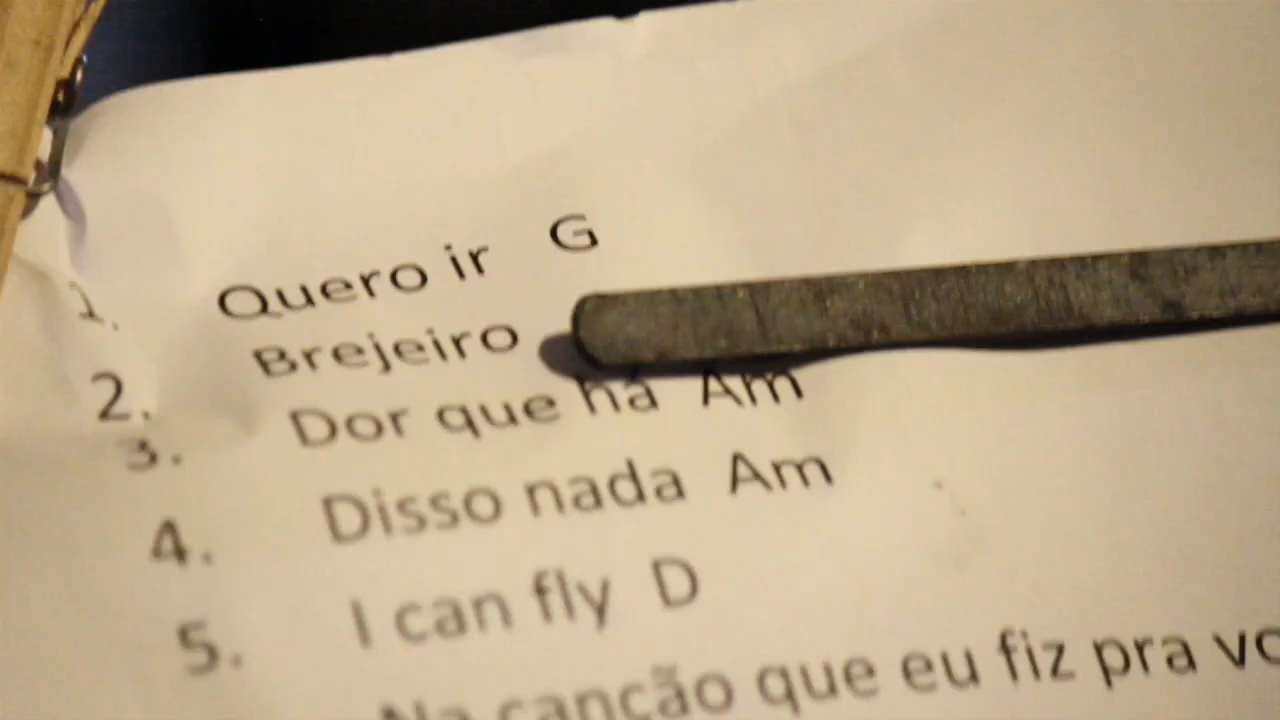 1. Quero ir G
2. Brejeiro
3. Dor que há Am
4. Disso nada Am
5. I can fly D
Na canção que eu fiz pra